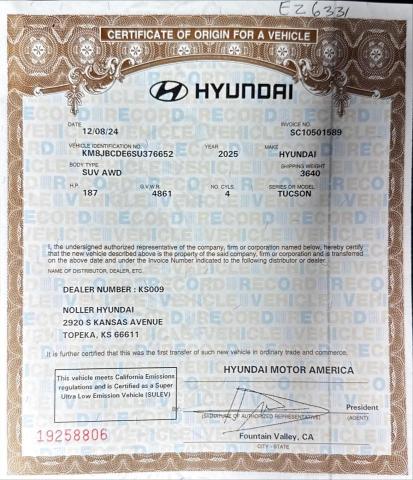 EZ6331
CERTIFICATE OF ORIGIN FOR A VEHICLE
HYUNDAI
DATE INVOICE NO.
12/08/24 SC10501589
VEHICLE IDENTIFICATION NO. YEAR MAKE
KM8JBCDE6SU376652 2025 HYUNDAI
BODY TYPE SHIPPING WEIGHT
SUV AWD 3640
H.P. G.V.W.R. NO. CYLS. SERIES OR MODEL
187 4861 4 TUCSON
I, the undersigned authorized representative of the company, firm or corporation named below, hereby certify
that the new vehicle described above is the property of the said company, firm or corporation and is transferred
on the above date and under the Invoice Number indicated to the following distributor or dealer.
NAME OF DISTRIBUTOR, DEALER, ETC.
DEALER NUMBER : KS009
NOLLER HYUNDAI
2920 S KANSAS AVENUE
TOPEKA, KS 66611
It is further certified that this was the first transfer of such new vehicle in ordinary trade and commerce.
HYUNDAI MOTOR AMERICA
This vehicle meets California Emissions
regulations and is Certified as a Super
Ultra Low Emission Vehicle (SULEV)
BY: President
(SIGNATURE OF AUTHORIZED REPRESENTATIVE) (AGENT)
19258806
Fountain Valley, CA
CITY - STATE